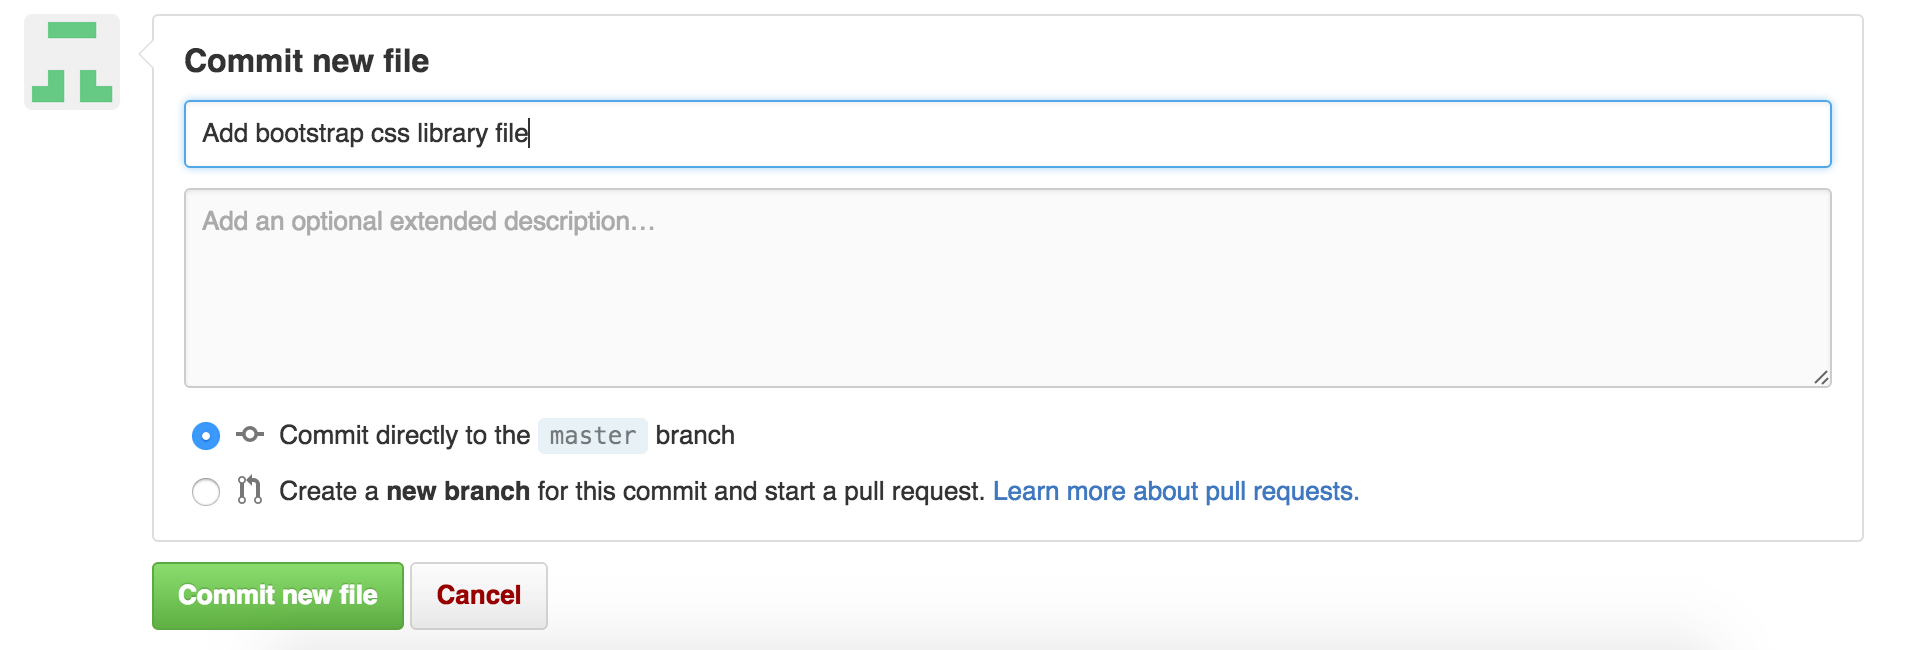 Commit new file
Add bootstrap css library file
Add an optional extended description…
Commit directly to the master branch
Create a new branch for this commit and start a pull request. Learn more about pull requests.
Commit new file
Cancel